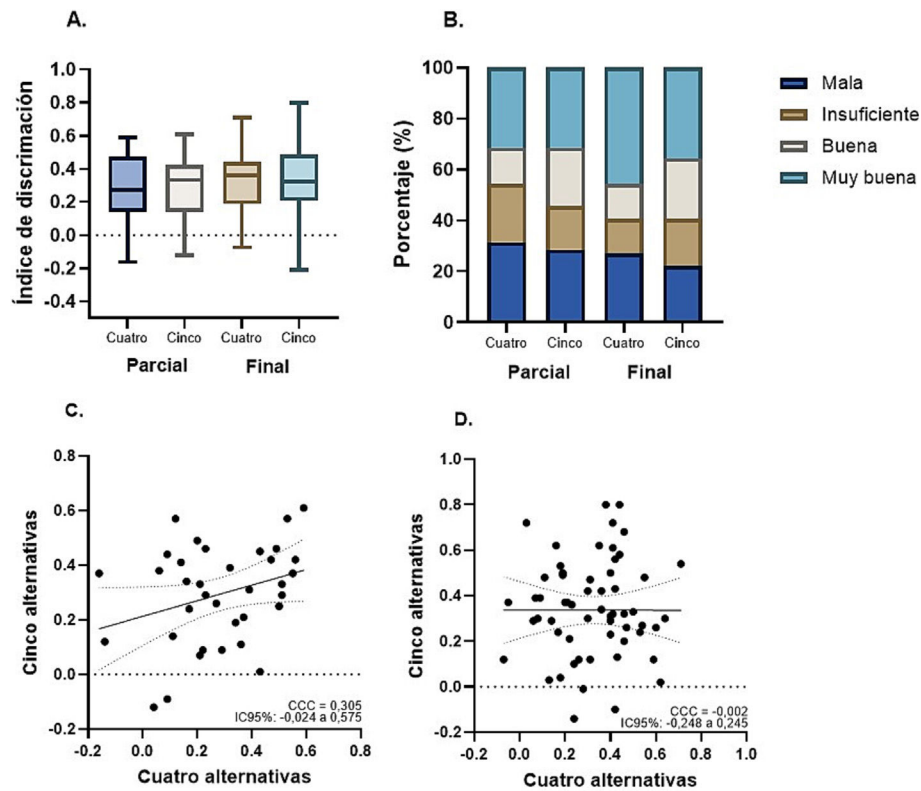 A.
Índice de discrimación
1.0
0.8
0.6
0.4
0.2
0.0
-0.2
-0.4
Cuatro Cinco Cuatro Cinco
Parcial Final
B.
Porcentaje (%)
100
80
60
40
20
0
Cuatro Cinco Cuatro Cinco
Parcial Final
Mala
Insuficiente
Buena
Muy buena
C.
Cinco alternativas
0.8
0.6
0.4
0.2
0.0
-0.2
CCC = 0,305
IC95%: -0,024 a 0,575
-0.2 0.0 0.2 0.4 0.6 0.8
Cuatro alternativas
D.
Cinco alternativas
1.0
0.8
0.6
0.4
0.2
0.0
-0.2
CCC = -0,002
IC95%: -0,248 a 0,245
-0.2 0.0 0.2 0.4 0.6 0.8 1.0
Cuatro alternativas